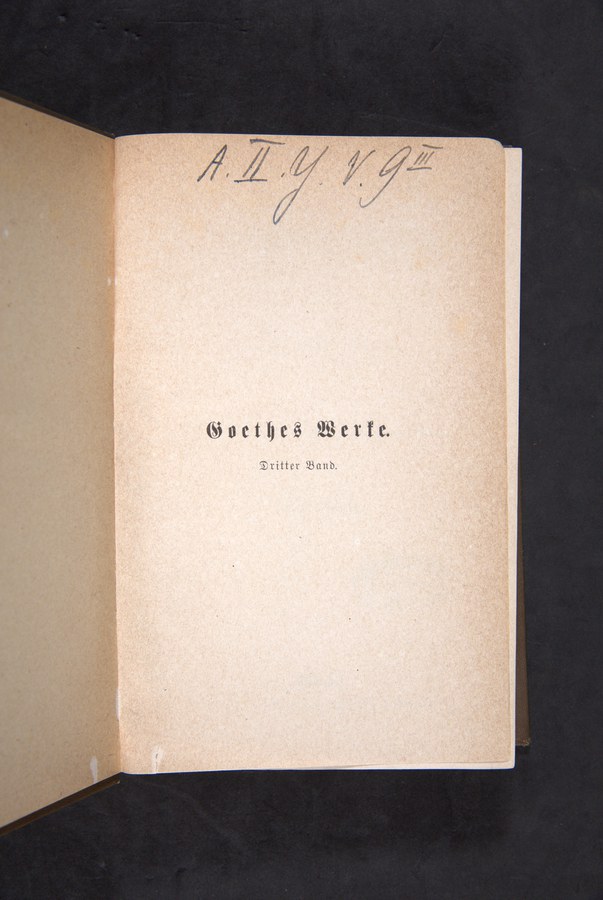 A. II. Y. V. 9 III
Goethes Werke.
Dritter Band.